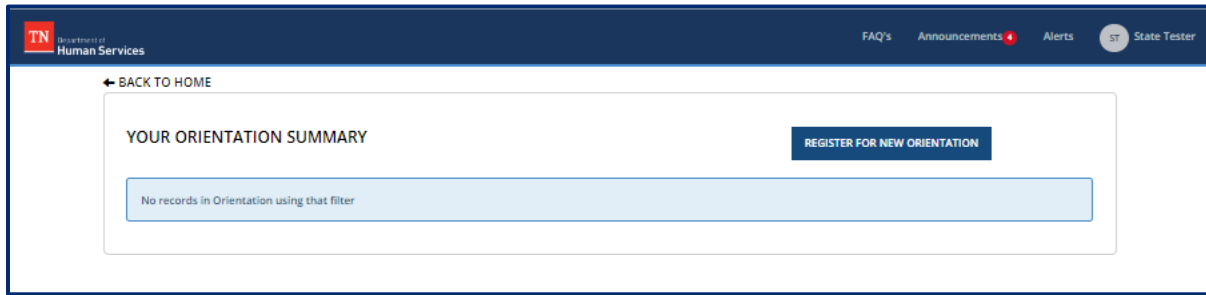 TN Department of
Human Services
FAQ's Announcements 4 Alerts ST State Tester
← BACK TO HOME
YOUR ORIENTATION SUMMARY
REGISTER FOR NEW ORIENTATION
No records in Orientation using that filter